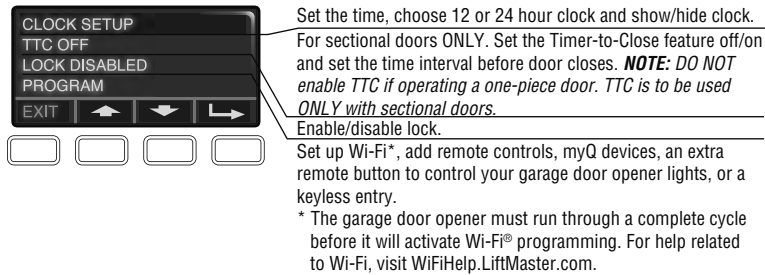 CLOCK SETUP
TTC OFF
LOCK DISABLED
PROGRAM
EXIT
Set the time, choose 12 or 24 hour clock and show/hide clock.
For sectional doors ONLY. Set the Timer-to-Close feature off/on
and set the time interval before door closes. NOTE: DO NOT
enable TTC if operating a one-piece door. TTC is to be used
ONLY with sectional doors.
Enable/disable lock.
Set up Wi-Fi*, add remote controls, myQ devices, an extra
remote button to control your garage door opener lights, or a
keyless entry.
* The garage door opener must run through a complete cycle
before it will activate Wi-Fi® programming. For help related
to Wi-Fi, visit WiFiHelp.LiftMaster.com.